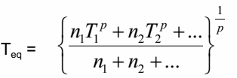 T_eq = { (n_1 T_1^p + n_2 T_2^p + ...) / (n_1 + n_2 + ...) }^(1/p)